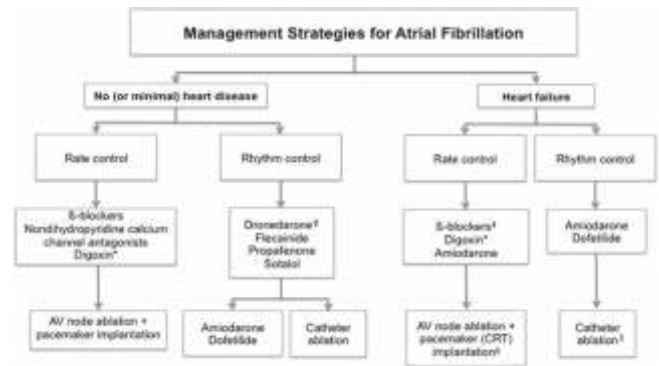 Management Strategies for Atrial Fibrillation
No (or minimal) heart disease
Heart failure
Rate control
Rhythm control
Rate control
Rhythm control
ß-blockers
Nondihydropyridine calcium
channel antagonists
Digoxin*
Dronedarone†
Flecainide
Propafenone
Sotalol
ß-blockers‡
Digoxin*
Amiodarone
Amiodarone
Dofetilide
AV node ablation +
pacemaker implantation
Amiodarone
Dofetilide
Catheter
ablation
AV node ablation +
pacemaker (CRT)
implantation§
Catheter
ablation§